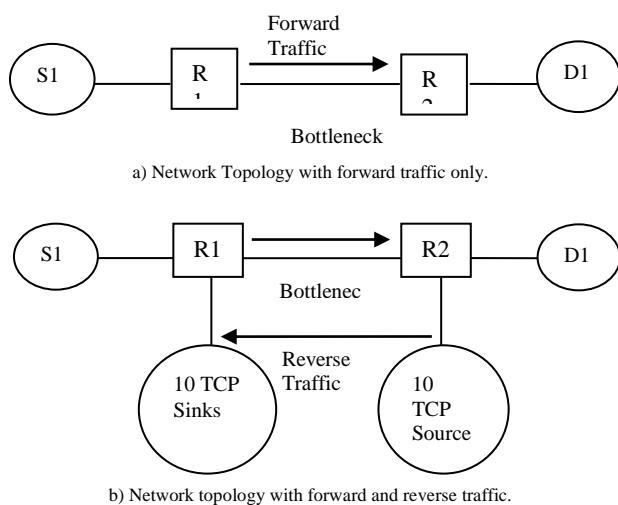 Forward
Traffic
S1
R
R
D1
Bottleneck
a) Network Topology with forward traffic only.
S1
R1
R2
D1
Bottlenec
Reverse
Traffic
10 TCP
Sinks
10
TCP
Source
b) Network topology with forward and reverse traffic.